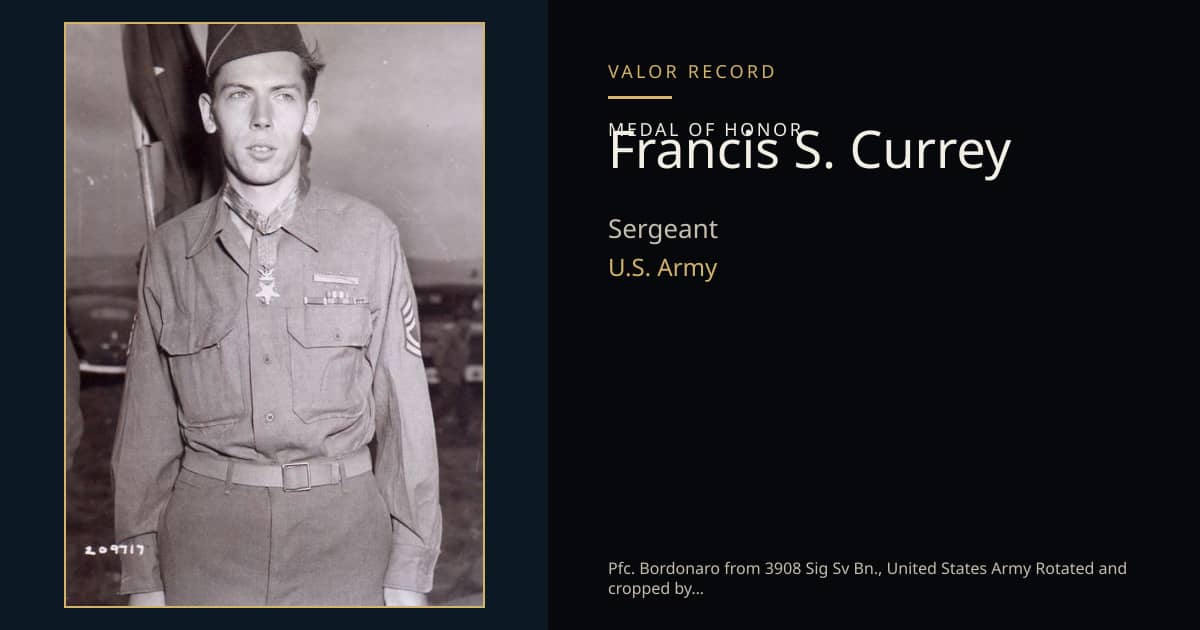 VALOR RECORD
MEDAL OF HONOR
Francis S. Currey
Sergeant
U.S. Army
209717
Pfc. Bordonaro from 3908 Sig Sv Bn., United States Army Rotated and
cropped by...